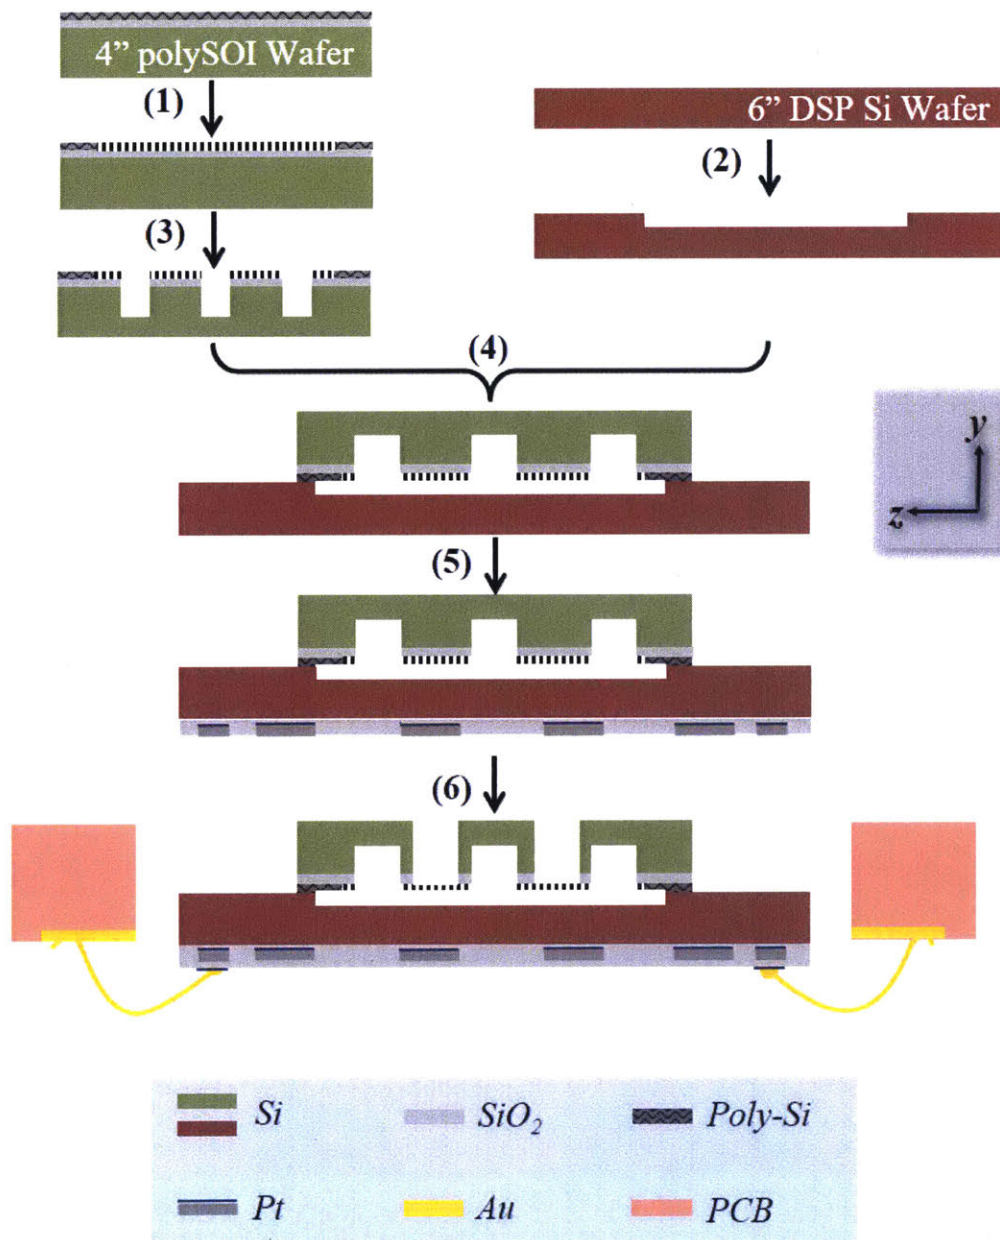 4” polySOI Wafer
(1)
6” DSP Si Wafer
(2)
(3)
(4)
y
z
(5)
(6)
Si
SiO₂
Poly-Si
Pt
Au
PCB